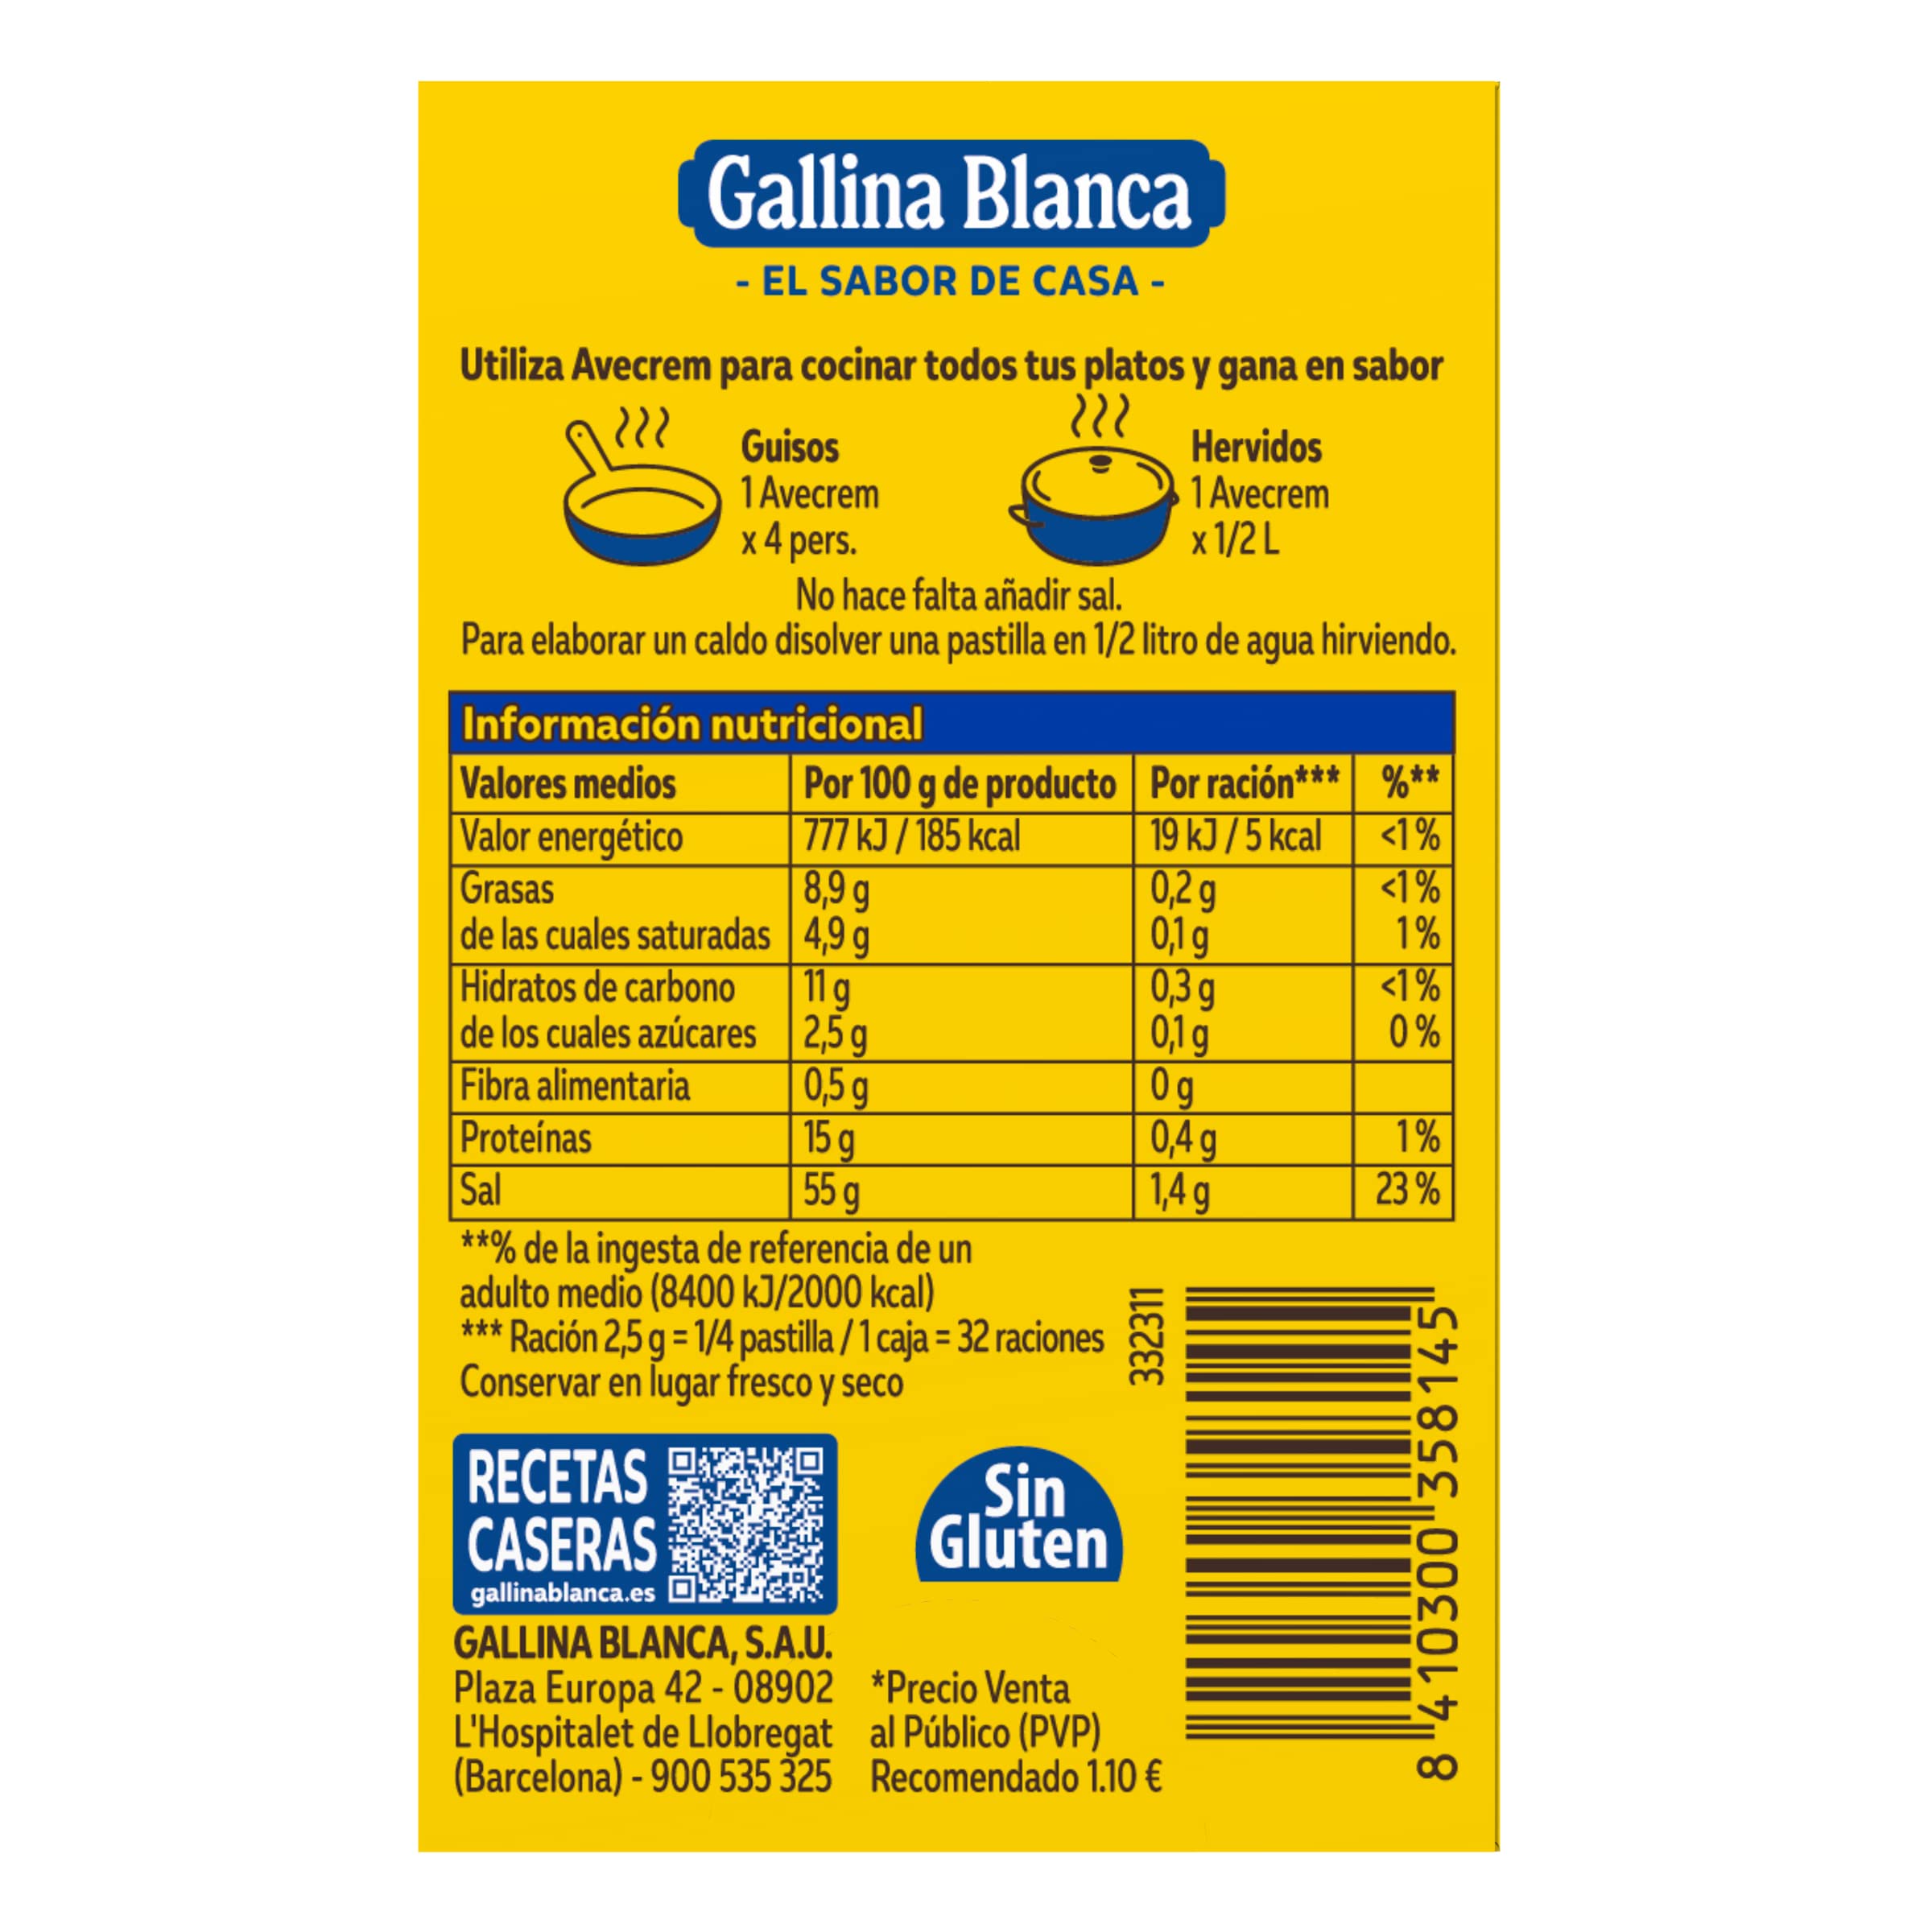 Gallina Blanca
- EL SABOR DE CASA -
Utiliza Avecrem para cocinar todos tus platos y gana en sabor
Guisos
1 Avecrem
x 4 pers.
Hervidos
1 Avecrem
x 1/2 L
No hace falta añadir sal.
Para elaborar un caldo disolver una pastilla en 1/2 litro de agua hirviendo.
Información nutricional
Valores medios Por 100 g de producto Por ración*** %**
Valor energético 777 kJ / 185 kcal 19 kJ / 5 kcal <1 %
Grasas 8,9 g 0,2 g <1 %
de las cuales saturadas 4,9 g 0,1 g 1 %
Hidratos de carbono 11 g 0,3 g <1 %
de los cuales azúcares 2,5 g 0,1 g 0 %
Fibra alimentaria 0,5 g 0 g
Proteínas 15 g 0,4 g 1 %
Sal 55 g 1,4 g 23 %
**% de la ingesta de referencia de un
adulto medio (8400 kJ/2000 kcal)
*** Ración 2,5 g = 1/4 pastilla / 1 caja = 32 raciones
Conservar en lugar fresco y seco
332311
8 410300 358145
RECETAS
CASERAS
gallinablanca.es
Sin
Gluten
GALLINA BLANCA, S.A.U.
Plaza Europa 42 - 08902
L'Hospitalet de Llobregat
(Barcelona) - 900 535 325
*Precio Venta
al Público (PVP)
Recomendado 1.10 €